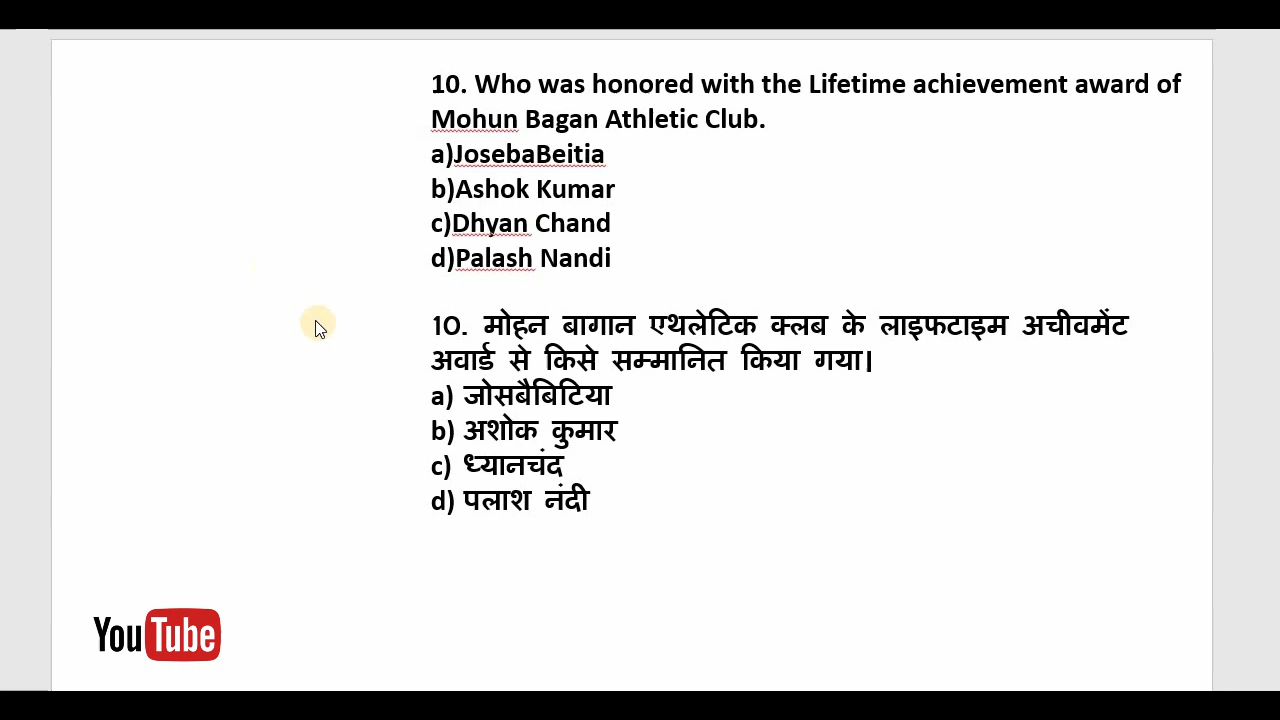 10. Who was honored with the Lifetime achievement award of
Mohun Bagan Athletic Club.
a)JosebaBeitia
b)Ashok Kumar
c)Dhyan Chand
d)Palash Nandi
10. मोहन बागान एथलेटिक क्लब के लाइफटाइम अचीवमेंट
अवार्ड से किसे सम्मानित किया गया।
a) जोसबैबिटिया
b) अशोक कुमार
c) ध्यानचंद
d) पलाश नंदी
YouTube